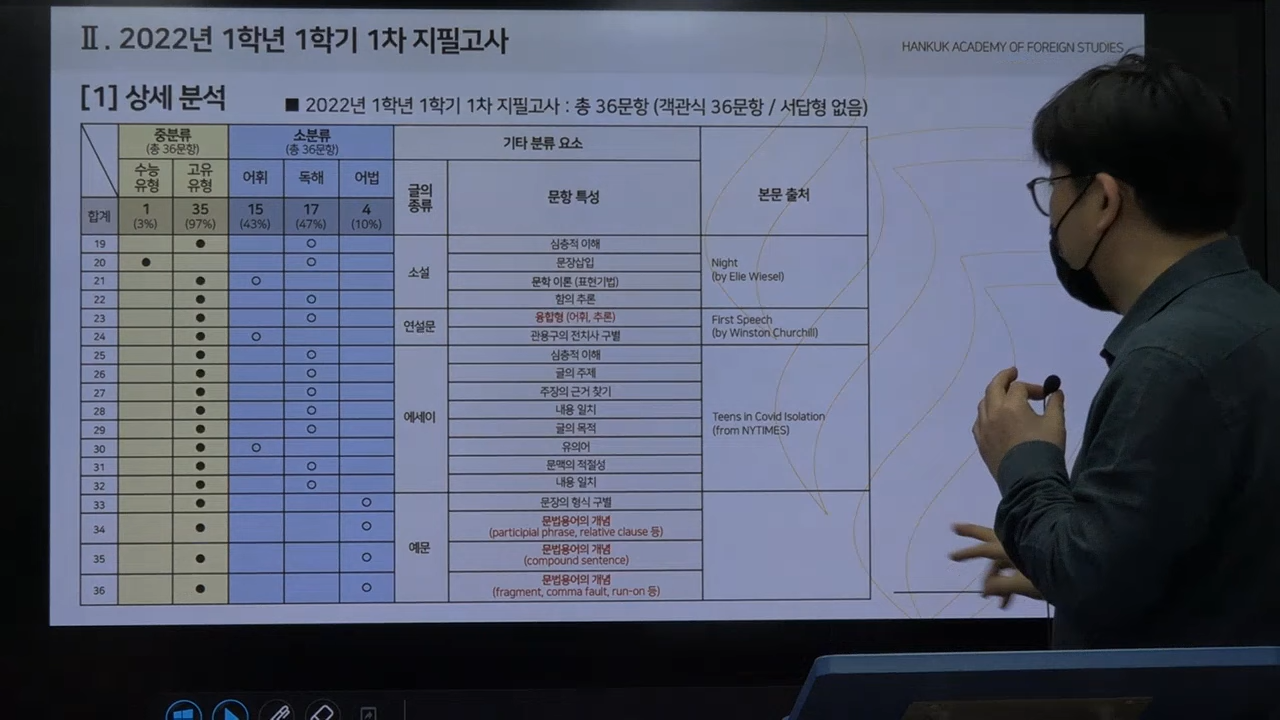 Ⅱ. 2022년 1학년 1학기 1차 지필고사
HANKUK ACADEMY OF FOREIGN STUDIES
[1] 상세 분석
■ 2022년 1학년 1학기 1차 지필고사 : 총 36문항 (객관식 36문항 / 서답형 없음)
중분류 (총 36문항) 소분류 (총 36문항) 기타 분류 요소 본문 출처
수능 유형 고유 유형 어휘 독해 어법 글의 종류 문항 특성
합계 1 (3%) 35 (97%) 15 (43%) 17 (47%) 4 (10%)
19 ● ○ 소설 심층적 이해 Night (by Elie Wiesel)
20 ● ○ 문장삽입
21 ● ○ 문학 이론 (표현기법)
22 ● ○ 함의 추론
23 ● ○ 연설문 융합형 (어휘, 추론) First Speech (by Winston Churchill)
24 ● ○ 관용구의 전치사 구별
25 ● ○ 에세이 심층적 이해 Teens in Covid Isolation (from NYTIMES)
26 ● ○ 글의 주제
27 ● ○ 주장의 근거 찾기
28 ● ○ 내용 일치
29 ● ○ 글의 목적
30 ● ○ 유의어
31 ● ○ 문맥의 적절성
32 ● ○ 내용 일치
33 ● ○ 예문 문장의 형식 구별
34 ● ○ 문법용어의 개념 (participial phrase, relative clause 등)
35 ● ○ 문법용어의 개념 (compound sentence)
36 ● ○ 문법용어의 개념 (fragment, comma fault, run-on 등)